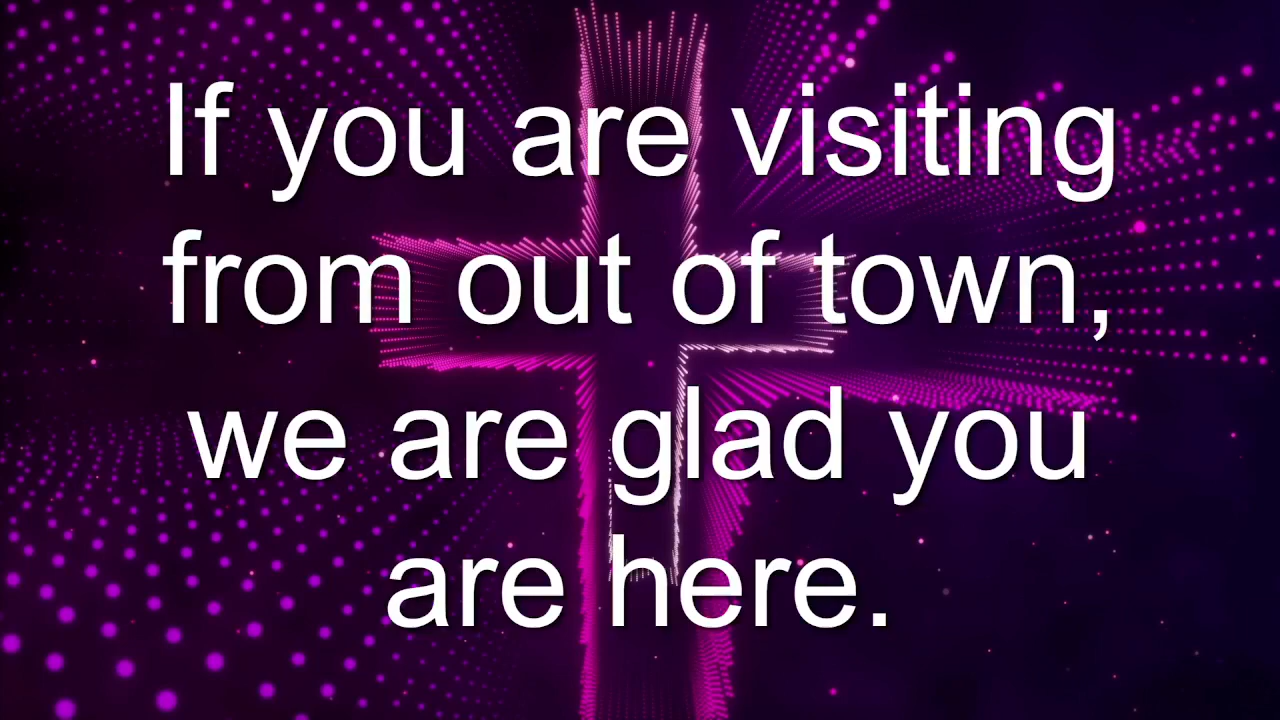 If you are visiting
from out of town,
we are glad you
are here.